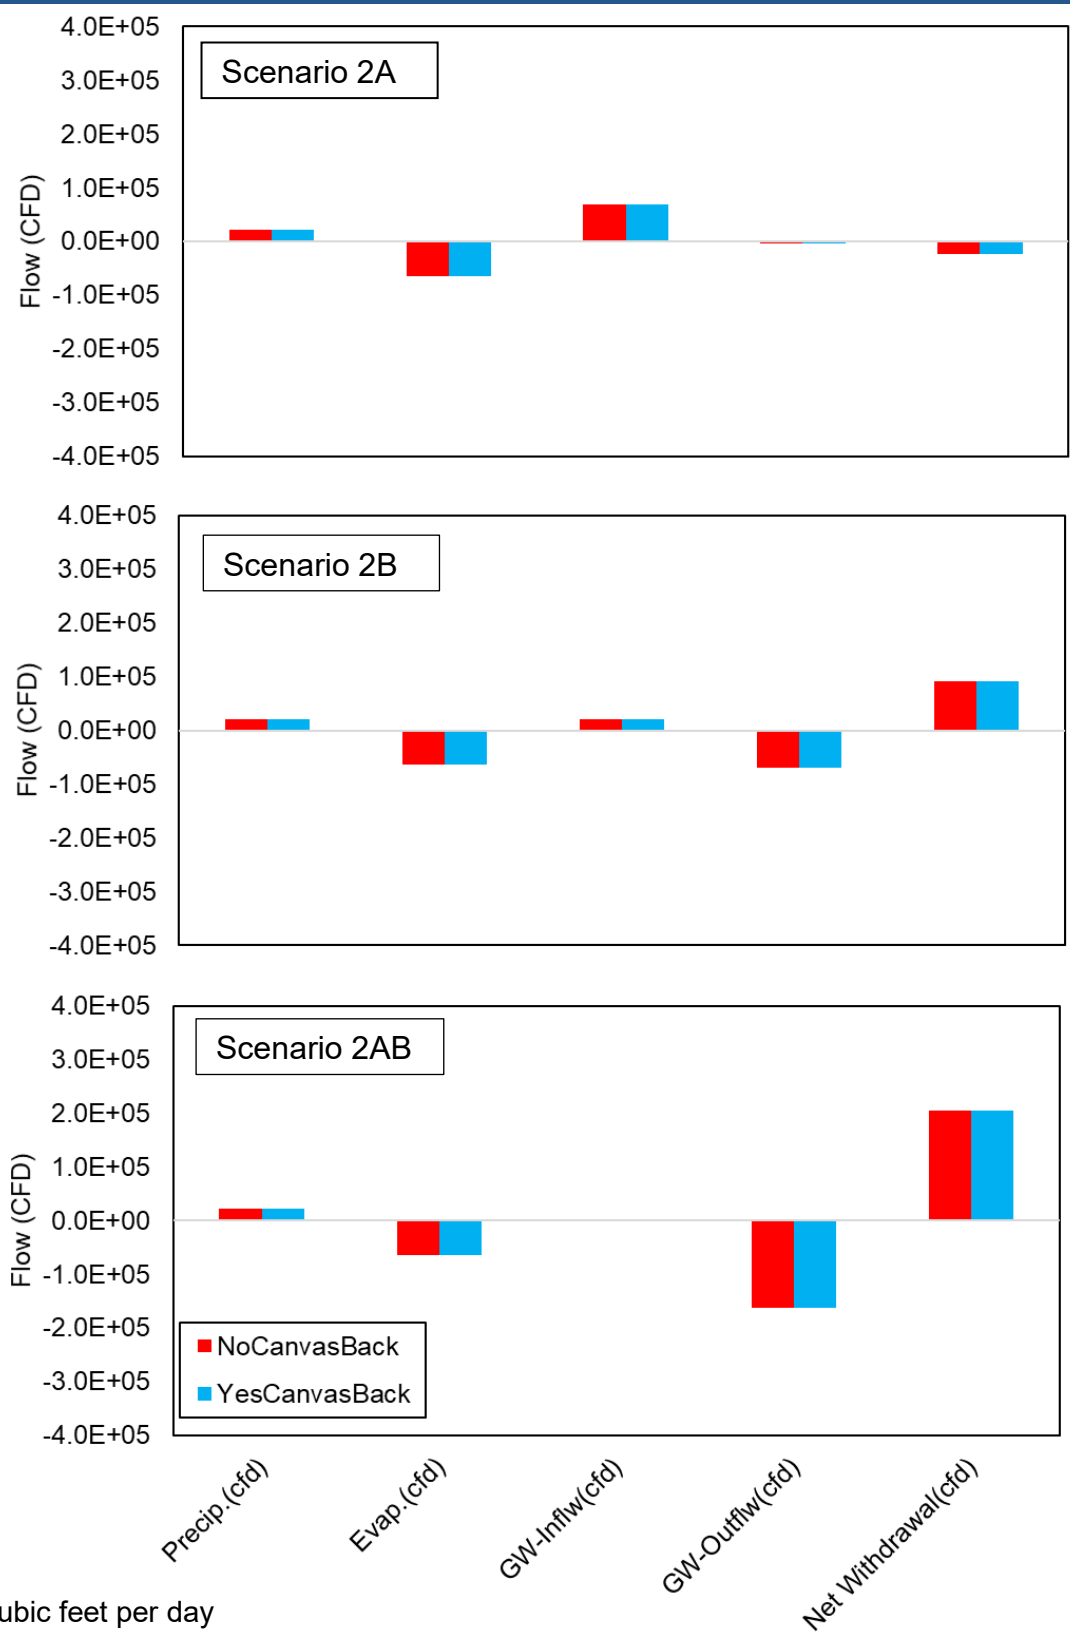 4.0E+05
Scenario 2A
3.0E+05
2.0E+05
1.0E+05
0.0E+00
-1.0E+05
-2.0E+05
-3.0E+05
-4.0E+05
Flow (CFD)
4.0E+05
Scenario 2B
3.0E+05
2.0E+05
1.0E+05
0.0E+00
-1.0E+05
-2.0E+05
-3.0E+05
-4.0E+05
Flow (CFD)
4.0E+05
Scenario 2AB
3.0E+05
2.0E+05
1.0E+05
0.0E+00
-1.0E+05
-2.0E+05
-3.0E+05
-4.0E+05
Flow (CFD)
NoCanvasBack
YesCanvasBack
Precip.(cfd)
Evap.(cfd)
GW-Inflw(cfd)
GW-Outflw(cfd)
Net Withdrawal(cfd)
ubic feet per day